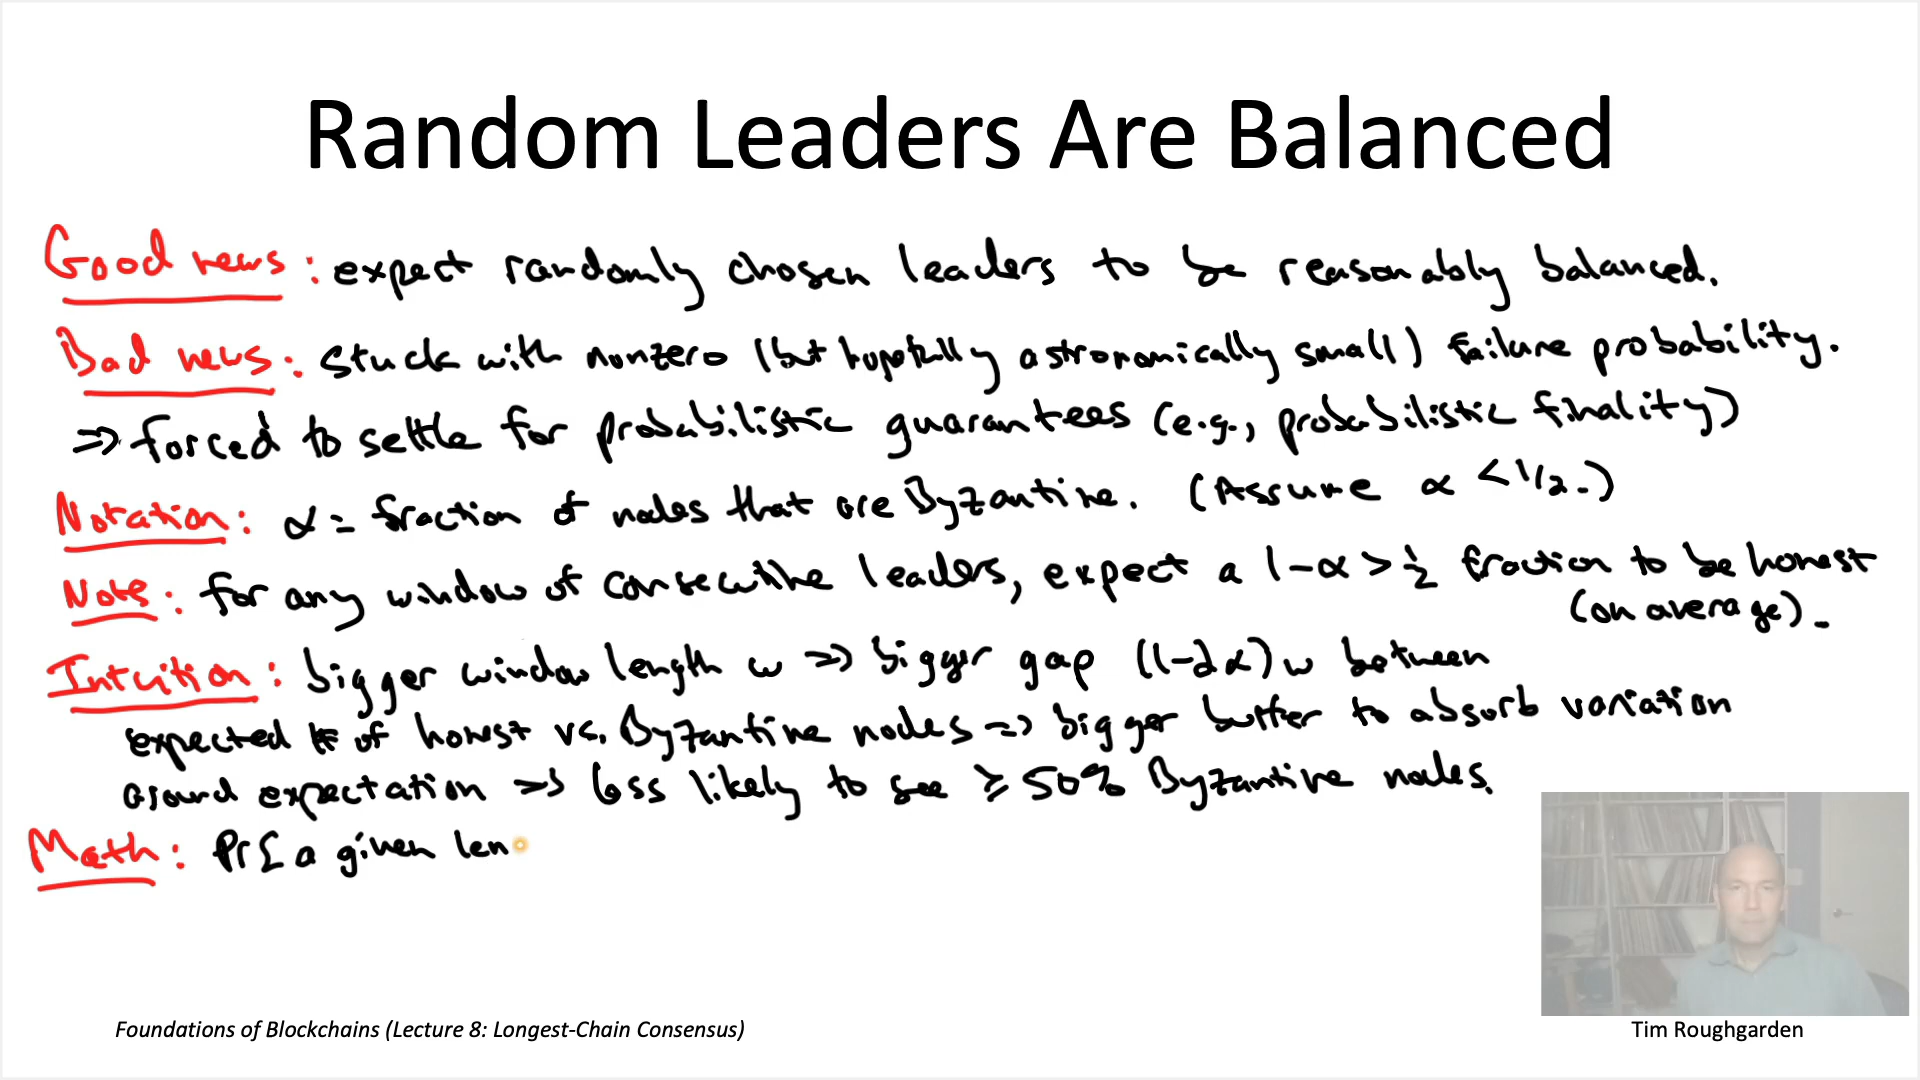 Random Leaders Are Balanced
Good news: expect randomly chosen leaders to be reasonably balanced.
Bad news: stuck with nonzero (but hopefully astronomically small) failure probability.
⇒ forced to settle for probabilistic guarantees (e.g., probabilistic finality)
Notation: α = fraction of nodes that are Byzantine. (Assume α < 1/2.)
Note: for any window of consecutive leaders, expect a 1-α > 1/2 fraction to be honest
(on average).
Intuition: bigger window length w ⇒ bigger gap (1-2α)w between
expected # of honest vs. Byzantine nodes ⇒ bigger buffer to absorb variation
around expectation ⇒ less likely to see ≥ 50% Byzantine nodes.
Math: Pr[a given len
Foundations of Blockchains (Lecture 8: Longest-Chain Consensus)
Tim Roughgarden